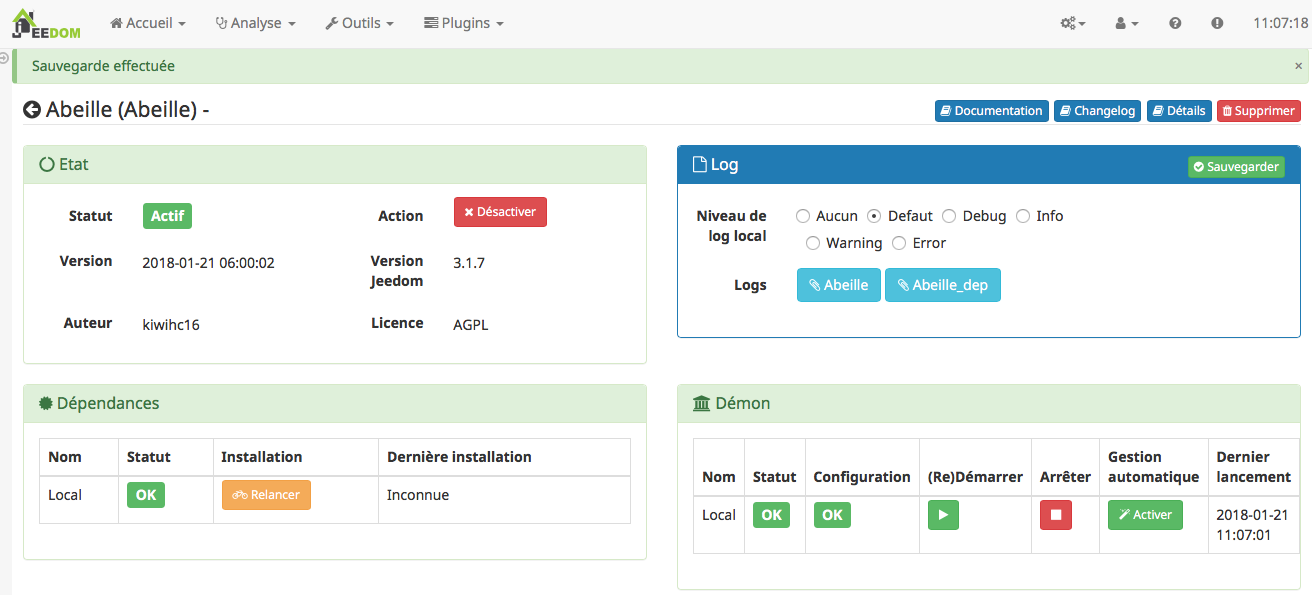 JEEDOM Accueil Analyse Outils Plugins 11:07:18
Sauvegarde effectuée ×
Abeille (Abeille) - Documentation Changelog Détails Supprimer
Etat
Statut Actif Action Désactiver
Version 2018-01-21 06:00:02 Version Jeedom 3.1.7
Auteur kiwihc16 Licence AGPL
Log Sauvegarder
Niveau de log local Aucun Defaut Debug Info
Warning Error
Logs Abeille Abeille_dep
Dépendances
Nom Statut Installation Dernière installation
Local OK Relancer Inconnue
Démon
Nom Statut Configuration (Re)Démarrer Arrêter Gestion automatique Dernier lancement
Local OK OK Activer 2018-01-21 11:07:01